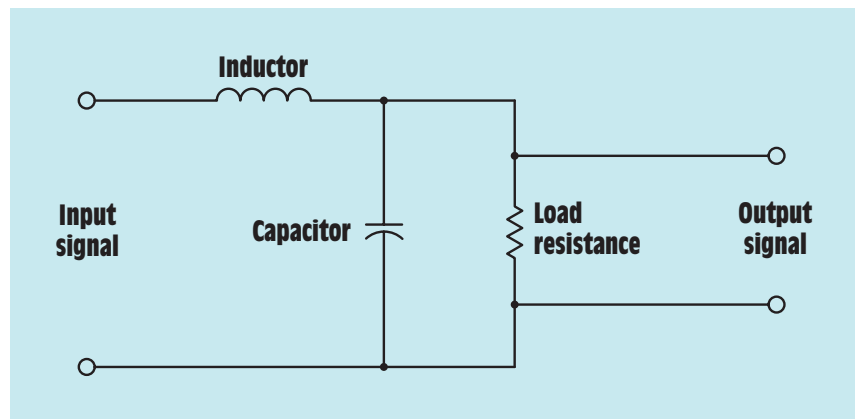 Inductor
Input
signal
Capacitor
Load
resistance
Output
signal